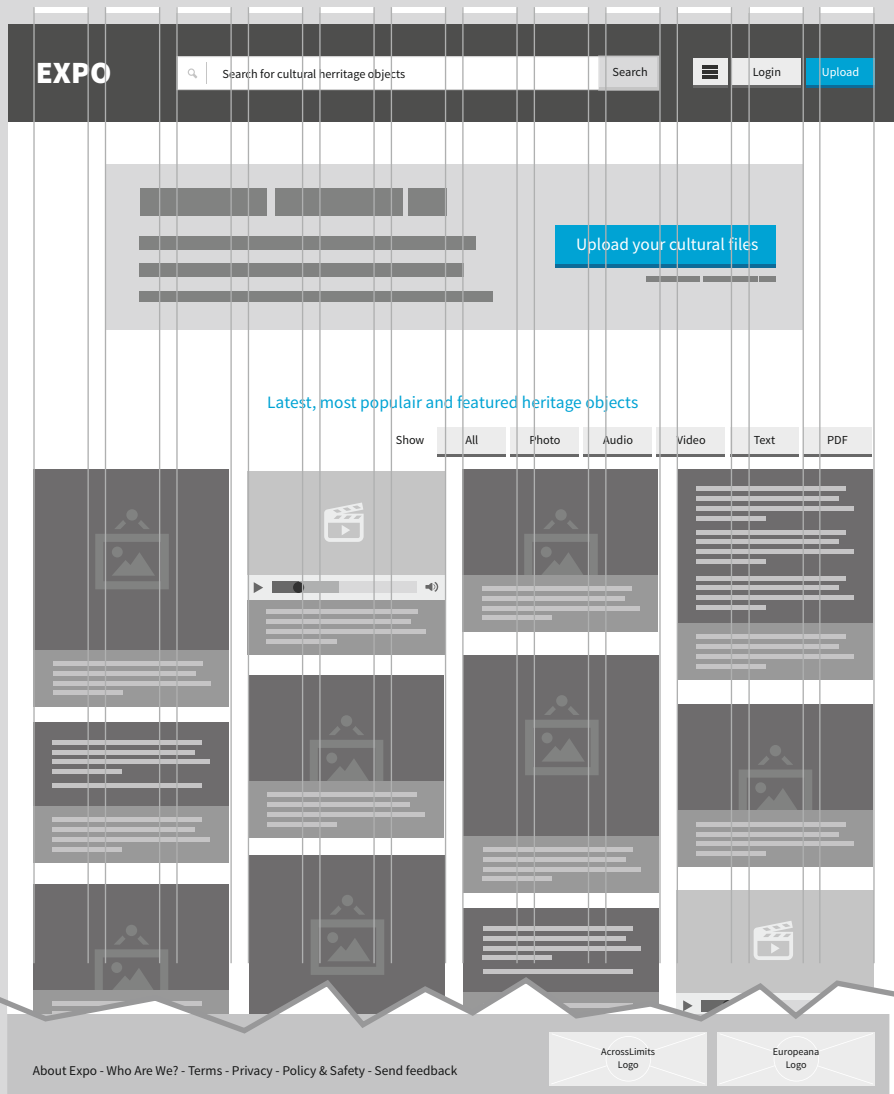 EXPO
Search for cultural herritage objects
Search
Login
Upload
Upload your cultural files
Latest, most populair and featured heritage objects
Show
All
Photo
Audio
Video
Text
PDF
About Expo - Who Are We? - Terms - Privacy - Policy & Safety - Send feedback
AcrossLimits
Logo
Europeana
Logo